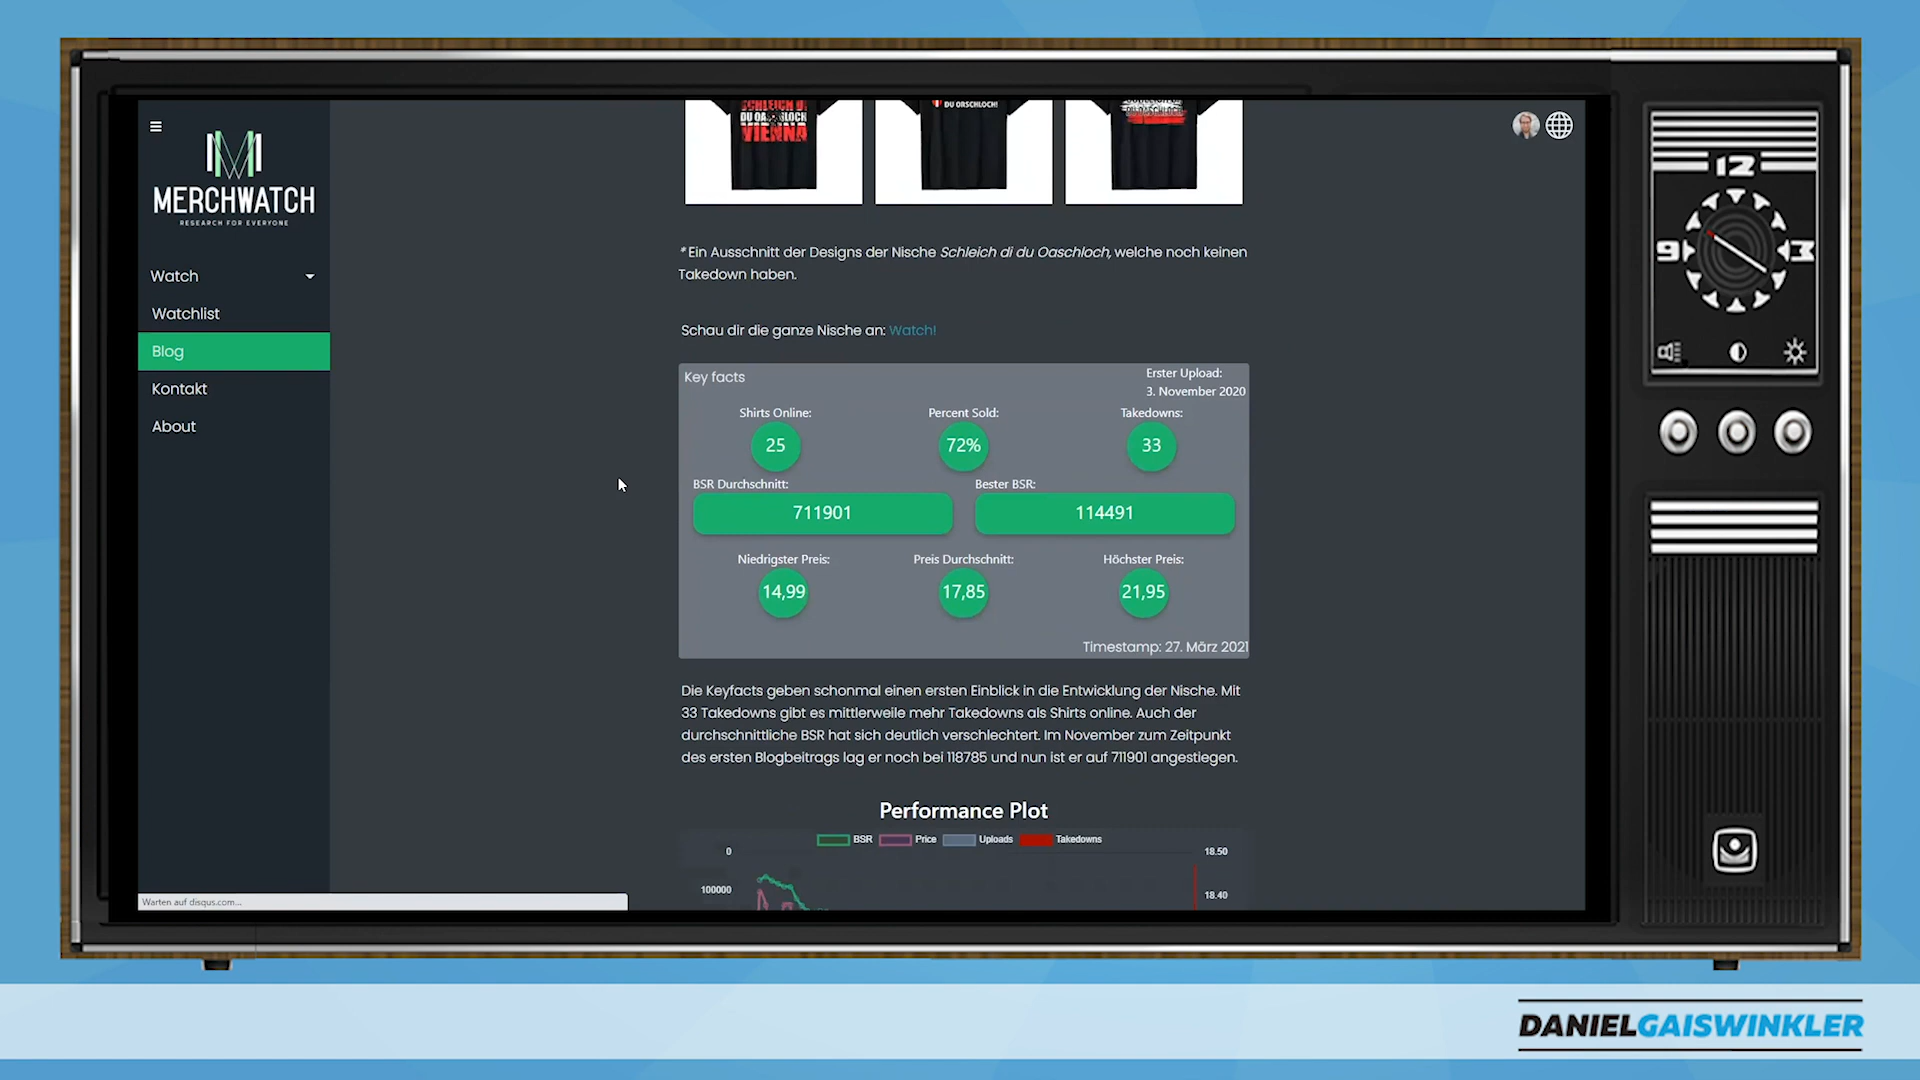 MERCHWATCH
RESEARCH FOR EVERYONE
Watch
Watchlist
Blog
Kontakt
About
SCHLEICH DI
DU OASCHLOCH
VIENNA
DU ORSCHLOCH!
*Ein Ausschnitt der Designs der Nische Schleich di du Oaschloch, welche noch keinen
Takedown haben.
Schau dir die ganze Nische an: Watch!
Key facts
Erster Upload:
3. November 2020
Shirts Online:
25
Percent Sold:
72%
Takedowns:
33
BSR Durchschnitt:
711901
Bester BSR:
114491
Niedrigster Preis:
14,99
Preis Durchschnitt:
17,85
Höchster Preis:
21,95
Timestamp: 27. März 2021
Die Keyfacts geben schonmal einen ersten Einblick in die Entwicklung der Nische. Mit
33 Takedowns gibt es mittlerweile mehr Takedowns als Shirts online. Auch der
durchschnittliche BSR hat sich deutlich verschlechtert. Im November zum Zeitpunkt
des ersten Blogbeitrags lag er noch bei 118785 und nun ist er auf 711901 angestiegen.
Performance Plot
BSR Price Uploads Takedowns
0
18.50
100000
18.40
Warten auf disqus.com...
12
9
3
DANIELGAISWINKLER